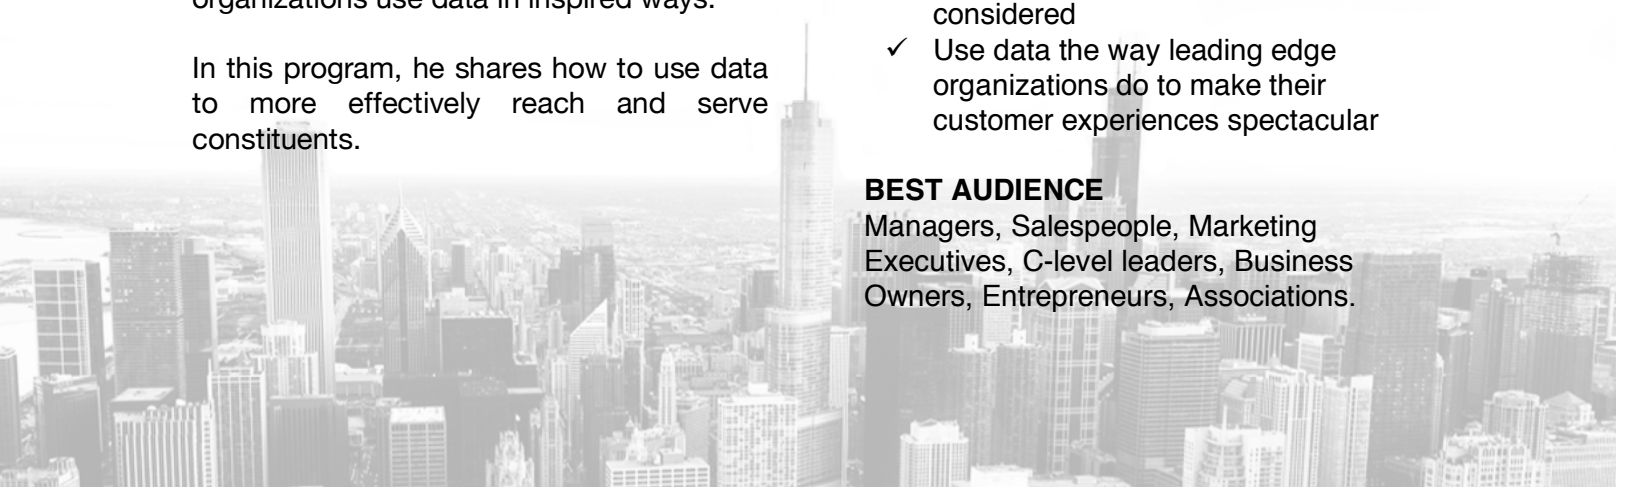 organizations use data in inspired ways.
In this program, he shares how to use data
to more effectively reach and serve
constituents.
considered
✓ Use data the way leading edge
organizations do to make their
customer experiences spectacular
BEST AUDIENCE
Managers, Salespeople, Marketing
Executives, C-level leaders, Business
Owners, Entrepreneurs, Associations.